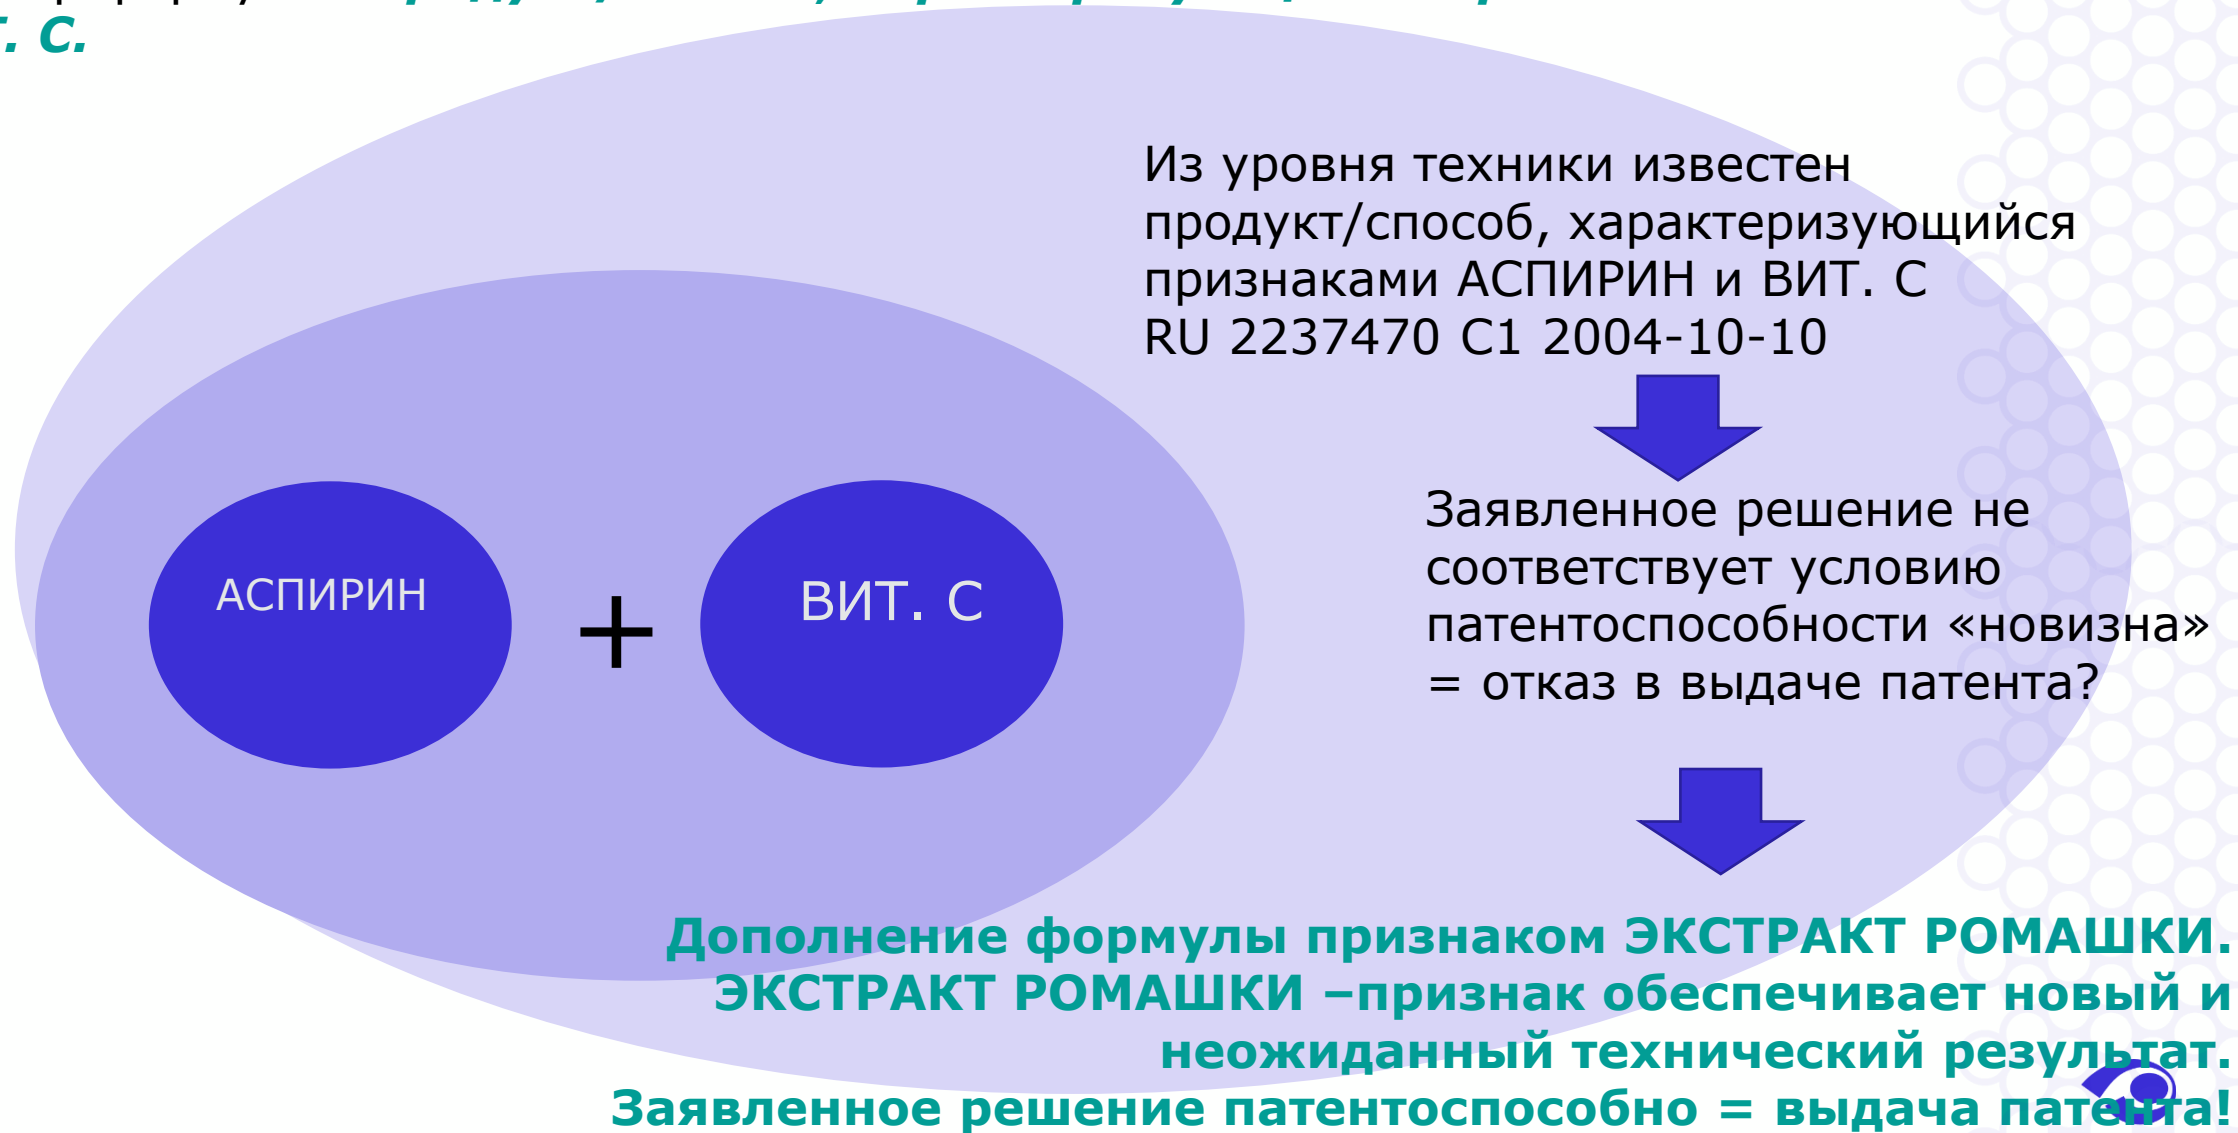 Т. С.
Из уровня техники известен
продукт/способ, характеризующийся
признаками АСПИРИН и ВИТ. С
RU 2237470 C1 2004-10-10
Заявленное решение не
соответствует условию
патентоспособности «новизна»
= отказ в выдаче патента?
АСПИРИН
+
ВИТ. С
Дополнение формулы признаком ЭКСТРАКТ РОМАШКИ.
ЭКСТРАКТ РОМАШКИ –признак обеспечивает новый и
неожиданный технический результат.
Заявленное решение патентоспособно = выдача патента!